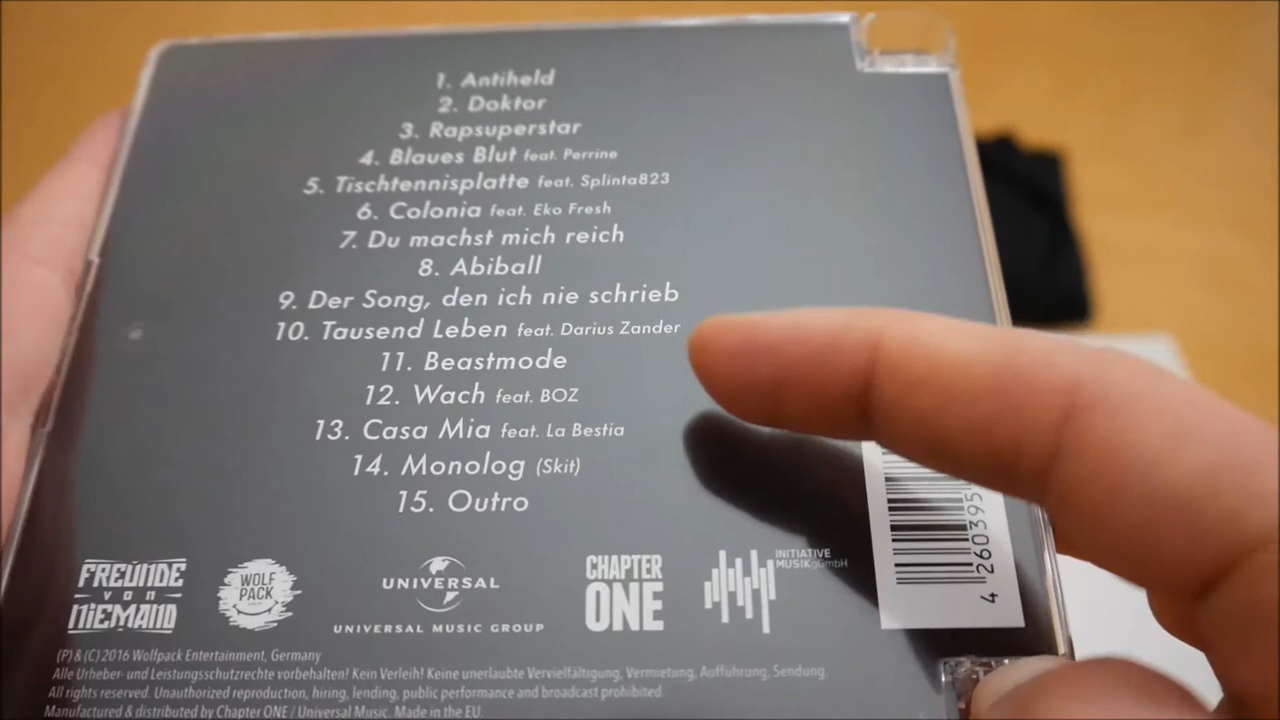 1. Antiheld
2. Doktor
3. Rapsuperstar
4. Blaues Blut feat. Perrine
5. Tischtennisplatte feat. Splinta823
6. Colonia feat. Eko Fresh
7. Du machst mich reich
8. Abiball
9. Der Song, den ich nie schrieb
10. Tausend Leben feat. Darius Zander
11. Beastmode
12. Wach feat. BOZ
13. Casa Mia feat. La Bestia
14. Monolog (Skit)
15. Outro
FREUNDE
VON
NIEMAND
WOLF
PACK
UNIVERSAL
UNIVERSAL MUSIC GROUP
CHAPTER
ONE
INITIATIVE
MUSIK gGmbH
4 260395
(P) & (C) 2016 Wolfpack Entertainment, Germany
Alle Urheber- und Leistungsschutzrechte vorbehalten! Kein Verleih! Keine unerlaubte Vervielfältigung, Vermietung, Aufführung, Sendung.
All rights reserved. Unauthorized reproduction, hiring, lending, public performance and broadcast prohibited.
Manufactured & distributed by Chapter ONE / Universal Music. Made in the EU.